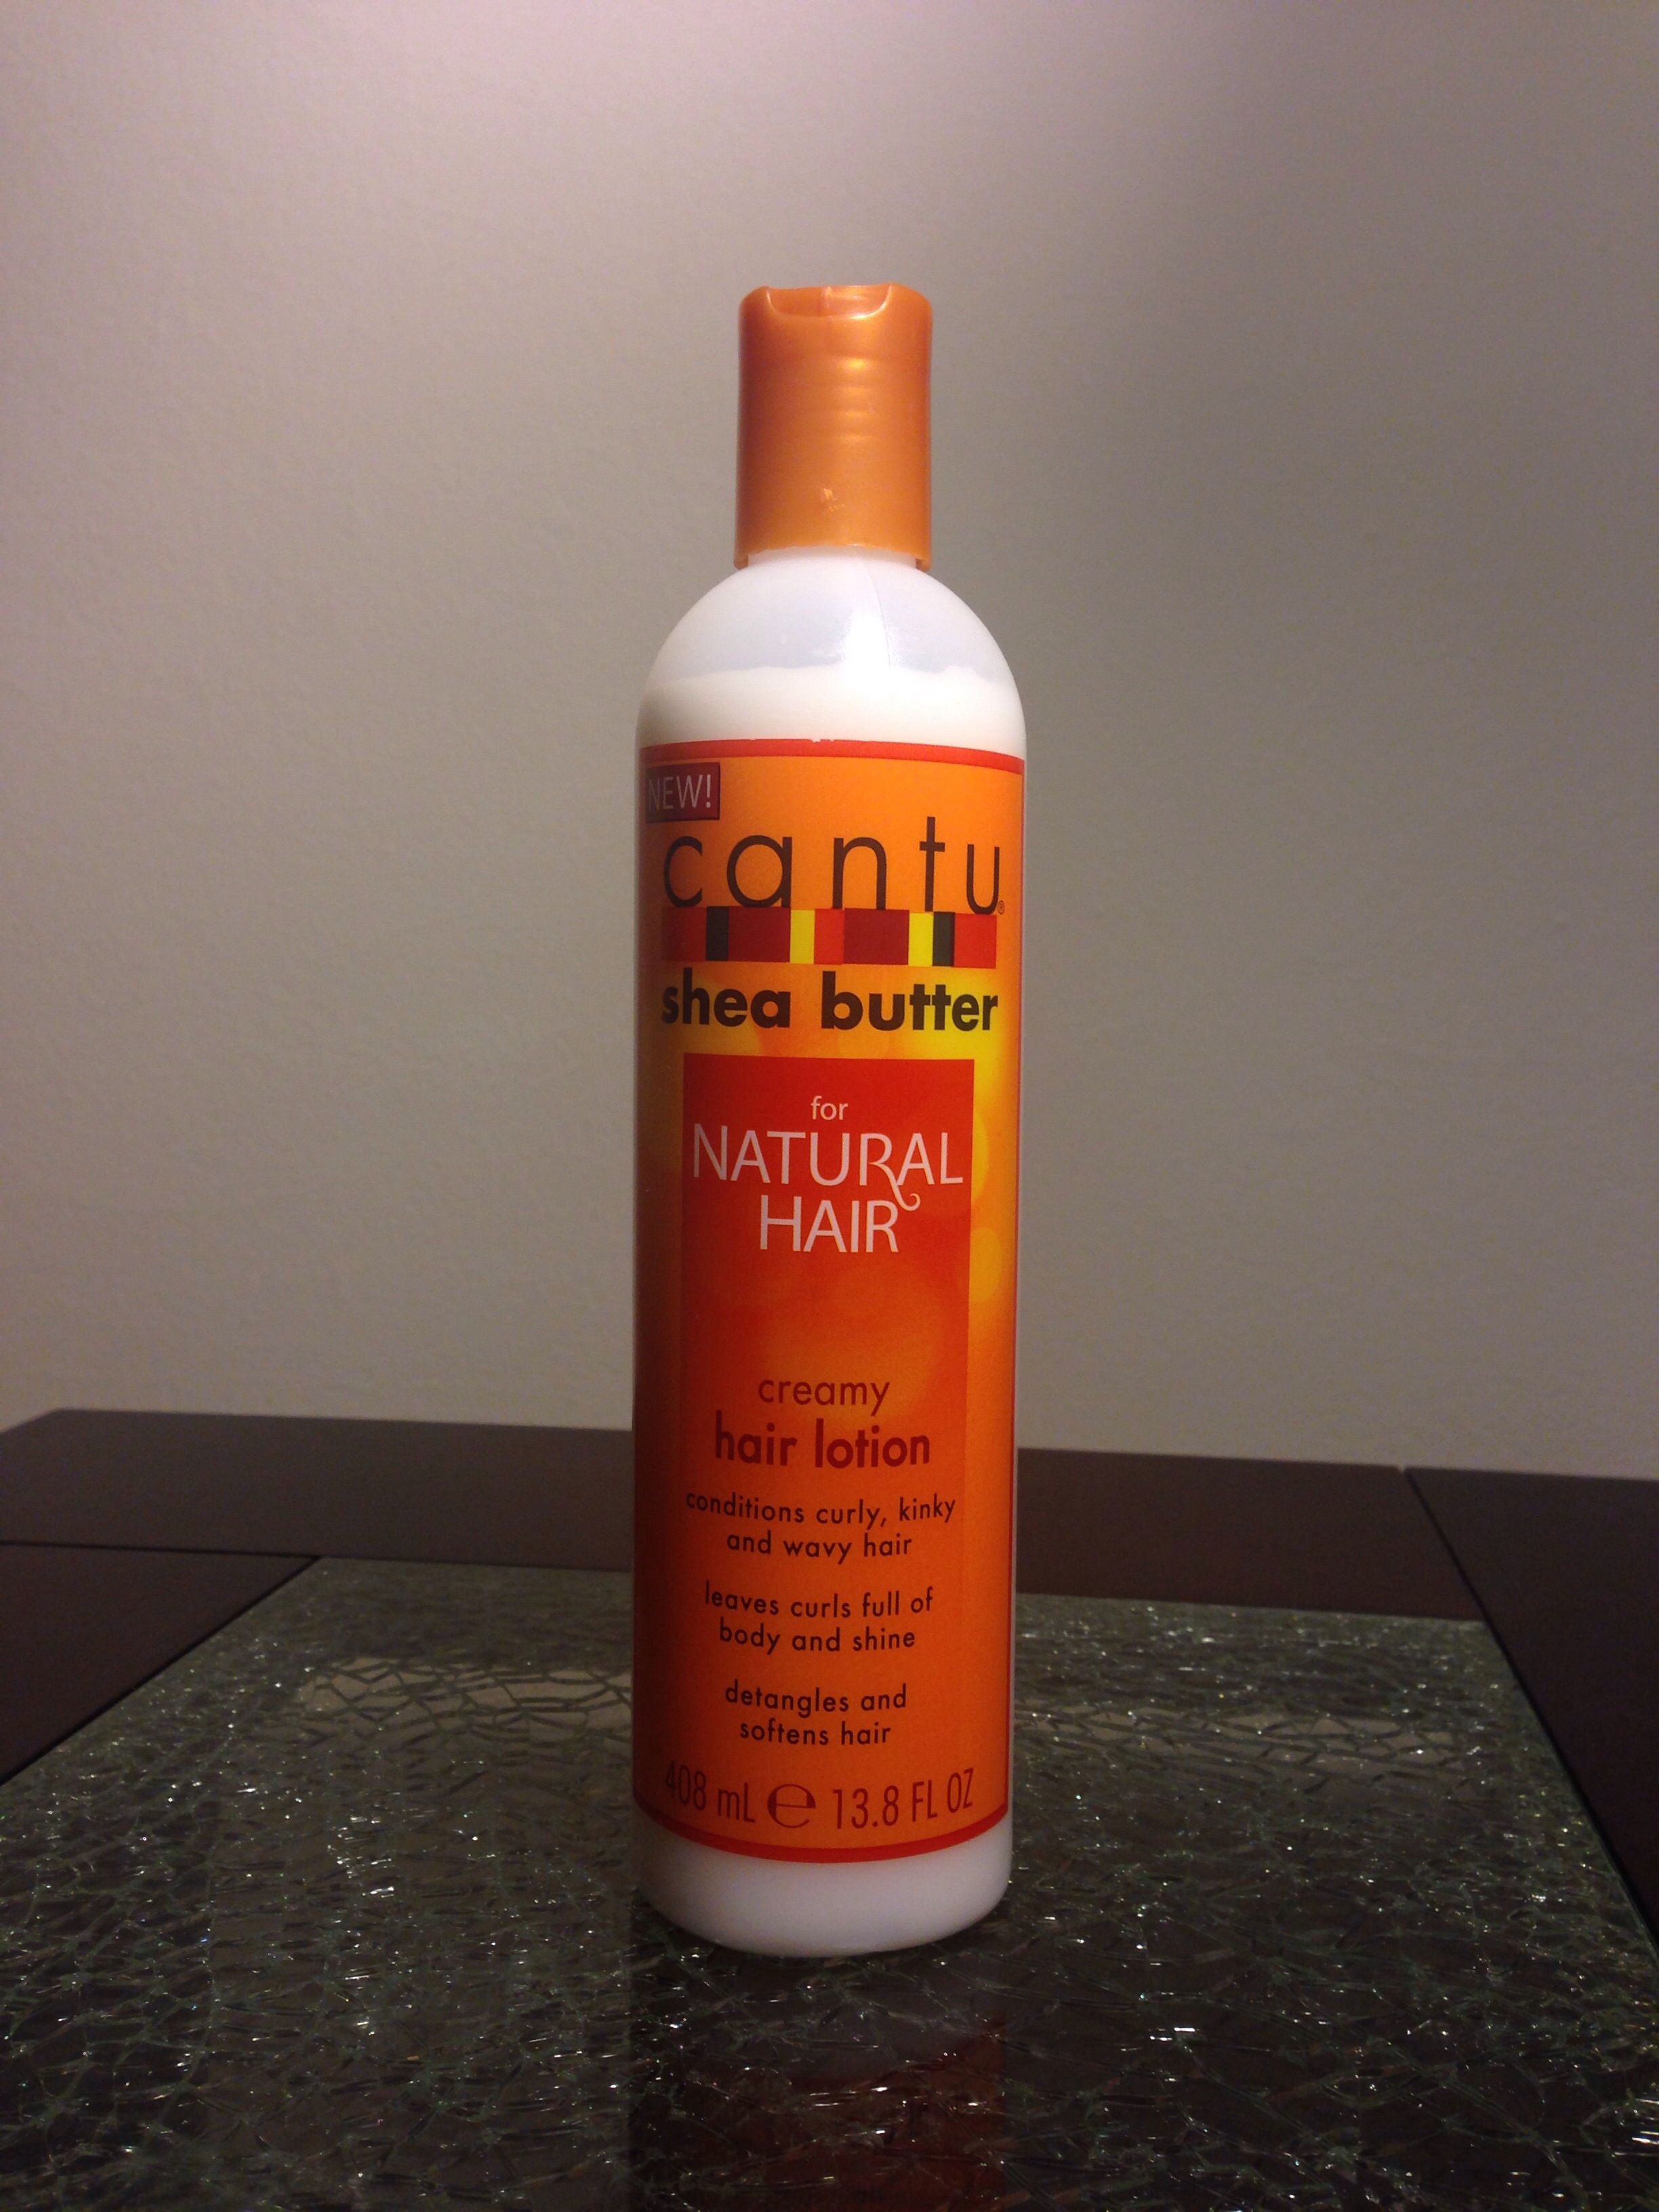 NEW!
cantu®
shea butter
for
NATURAL
HAIR
creamy
hair lotion
conditions curly, kinky
and wavy hair
leaves curls full of
body and shine
detangles and
softens hair
408 mL ℮ 13.8 FL OZ